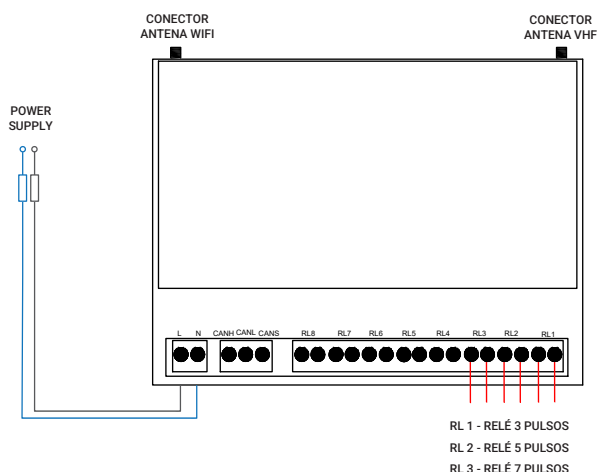 CONECTOR
ANTENA WIFI
CONECTOR
ANTENA VHF
POWER
SUPPLY
L N CANH CANL CANS RL8 RL7 RL6 RL5 RL4 RL3 RL2 RL1
RL 1 - RELÉ 3 PULSOS
RL 2 - RELÉ 5 PULSOS
RL 3 - RELÉ 7 PULSOS